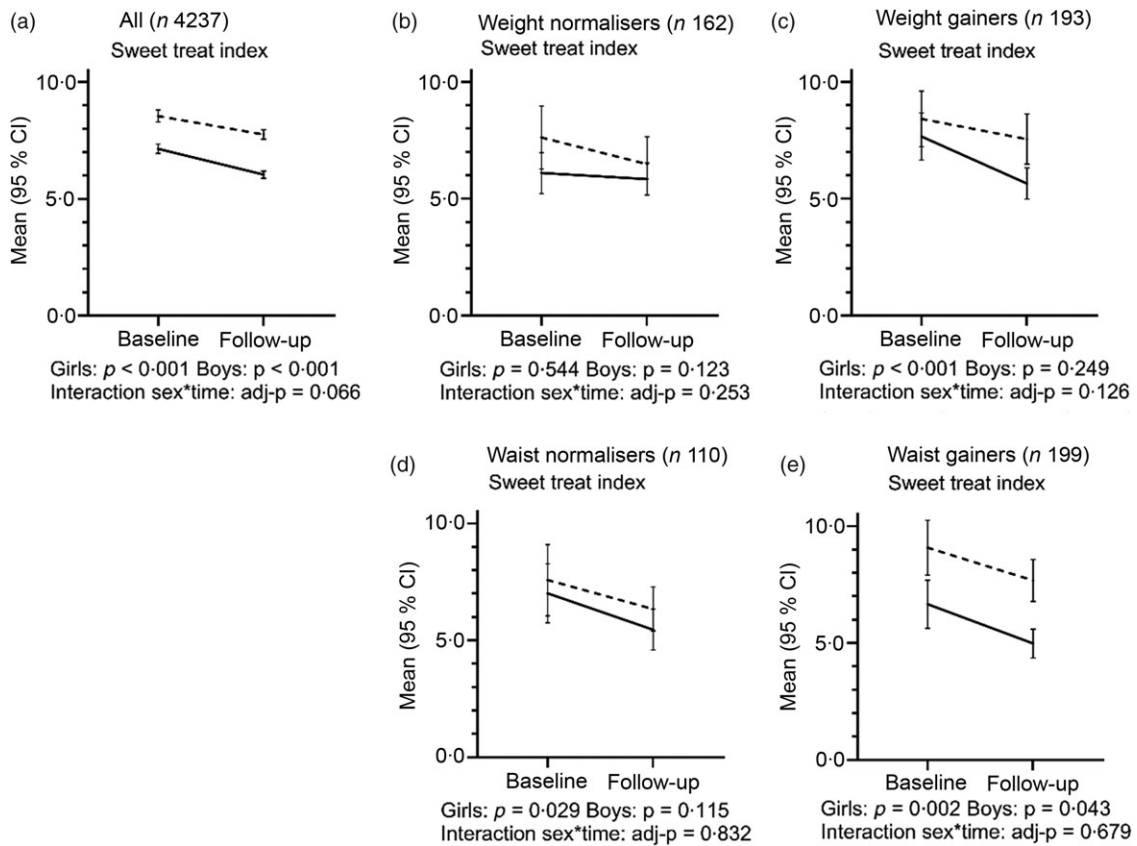 (a)
All (n 4237)
Sweet treat index
10·0
5·0
0·0
Mean (95 % CI)
Baseline
Follow-up
Girls: p < 0·001 Boys: p < 0·001
Interaction sex*time: adj-p = 0·066
(b)
Weight normalisers (n 162)
Sweet treat index
10·0
5·0
0·0
Mean (95 % CI)
Baseline
Follow-up
Girls: p = 0·544 Boys: p = 0·123
Interaction sex*time: adj-p = 0·253
(c)
Weight gainers (n 193)
Sweet treat index
10·0
5·0
0·0
Mean (95 % CI)
Baseline
Follow-up
Girls: p < 0·001 Boys: p = 0·249
Interaction sex*time: adj-p = 0·126
(d)
Waist normalisers (n 110)
Sweet treat index
10·0
5·0
0·0
Mean (95 % CI)
Baseline
Follow-up
Girls: p = 0·029 Boys: p = 0·115
Interaction sex*time: adj-p = 0·832
(e)
Waist gainers (n 199)
Sweet treat index
10·0
5·0
0·0
Mean (95 % CI)
Baseline
Follow-up
Girls: p = 0·002 Boys: p = 0·043
Interaction sex*time: adj-p = 0·679